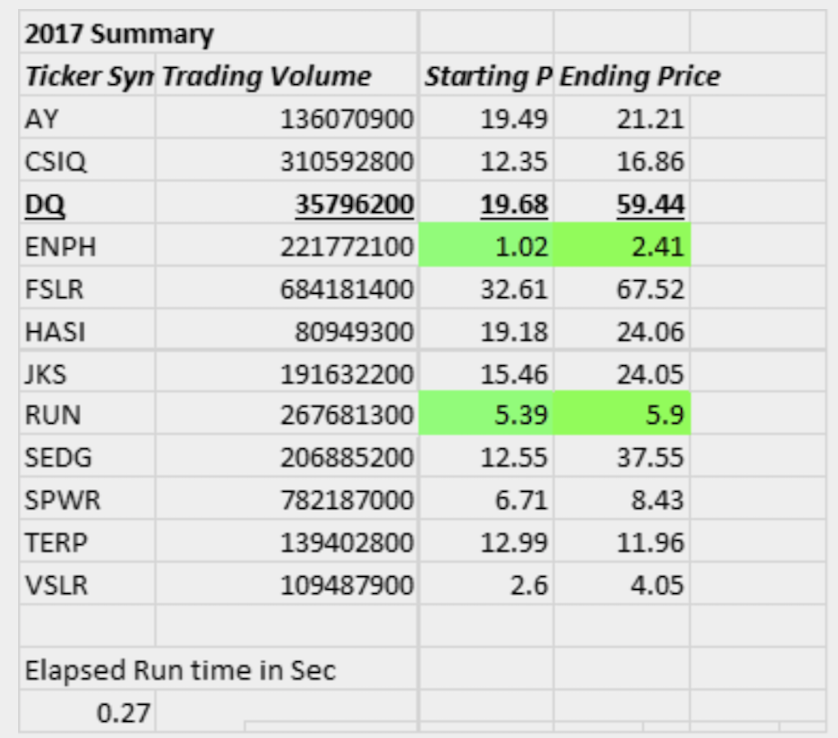 2017 Summary
Ticker Sym Trading Volume Starting P Ending Price
AY 136070900 19.49 21.21
CSIQ 310592800 12.35 16.86
DQ 35796200 19.68 59.44
ENPH 221772100 1.02 2.41
FSLR 684181400 32.61 67.52
HASI 80949300 19.18 24.06
JKS 191632200 15.46 24.05
RUN 267681300 5.39 5.9
SEDG 206885200 12.55 37.55
SPWR 782187000 6.71 8.43
TERP 139402800 12.99 11.96
VSLR 109487900 2.6 4.05
Elapsed Run time in Sec
0.27